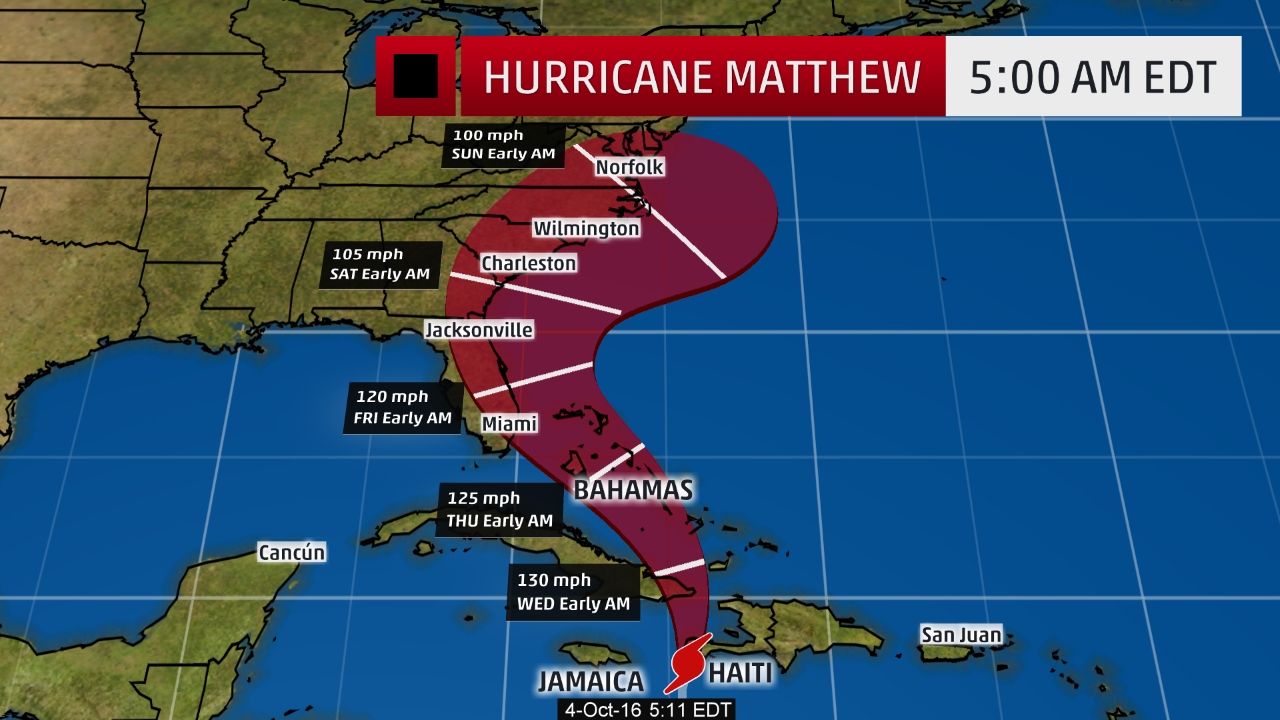 HURRICANE MATTHEW 5:00 AM EDT
100 mph
SUN Early AM
Norfolk
Wilmington
105 mph
SAT Early AM
Charleston
Jacksonville
120 mph
FRI Early AM
Miami
BAHAMAS
125 mph
THU Early AM
Cancún
130 mph
WED Early AM
San Juan
JAMAICA
HAITI
4-Oct-16 5:11 EDT